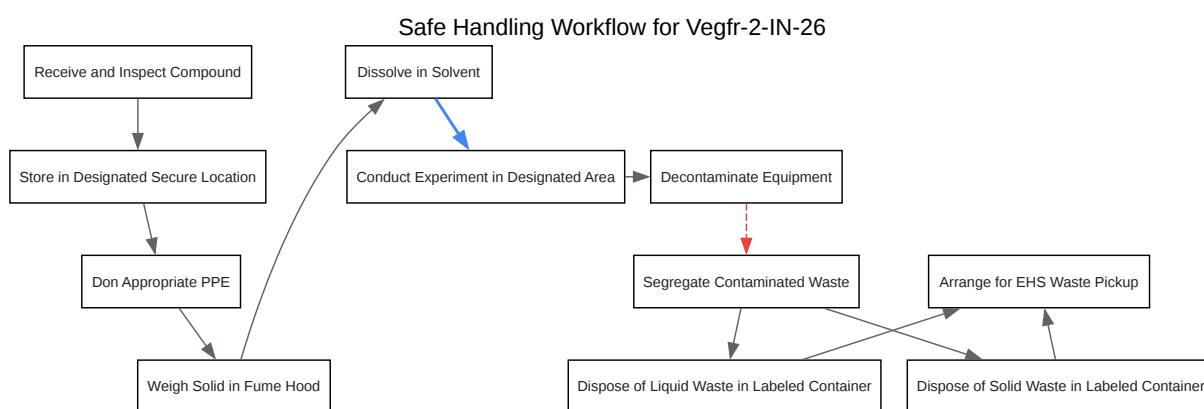 Safe Handling Workflow for Vegfr-2-IN-26
Receive and Inspect Compound
Store in Designated Secure Location
Don Appropriate PPE
Weigh Solid in Fume Hood
Dissolve in Solvent
Conduct Experiment in Designated Area
Decontaminate Equipment
Segregate Contaminated Waste
Dispose of Liquid Waste in Labeled Container
Dispose of Solid Waste in Labeled Container
Arrange for EHS Waste Pickup